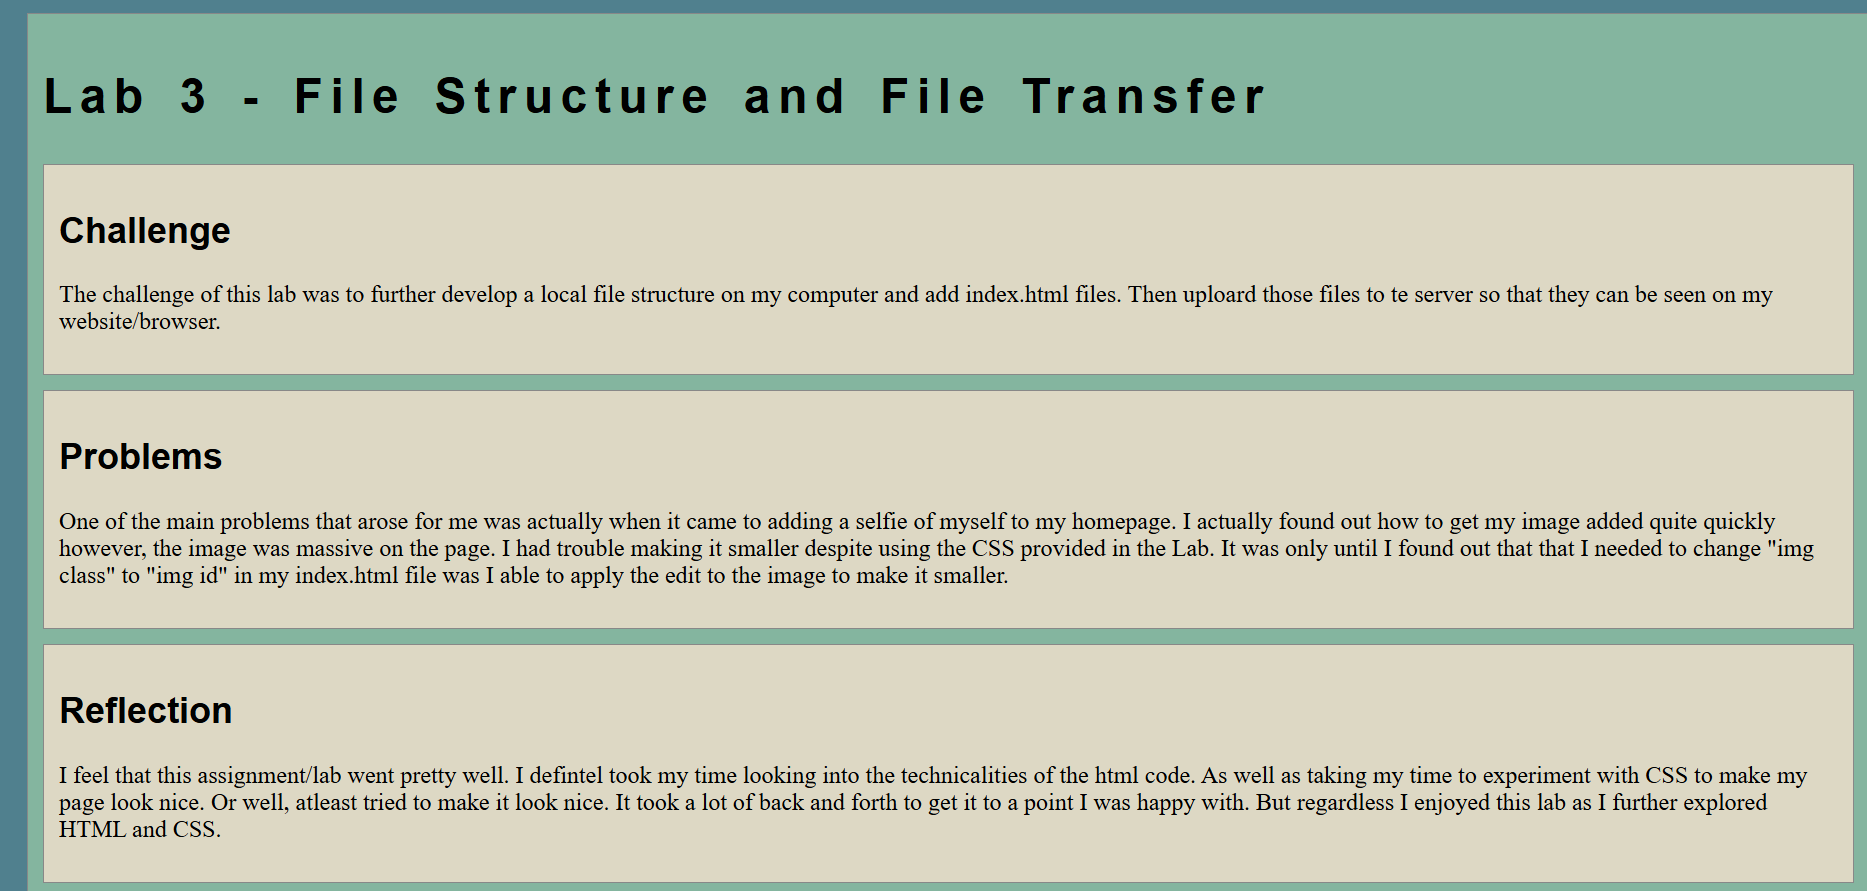 Lab 3 - File Structure and File Transfer
Challenge
The challenge of this lab was to further develop a local file structure on my computer and add index.html files. Then uploard those files to te server so that they can be seen on my
website/browser.
Problems
One of the main problems that arose for me was actually when it came to adding a selfie of myself to my homepage. I actually found out how to get my image added quite quickly
however, the image was massive on the page. I had trouble making it smaller despite using the CSS provided in the Lab. It was only until I found out that that I needed to change "img
class" to "img id" in my index.html file was I able to apply the edit to the image to make it smaller.
Reflection
I feel that this assignment/lab went pretty well. I defintel took my time looking into the technicalities of the html code. As well as taking my time to experiment with CSS to make my
page look nice. Or well, atleast tried to make it look nice. It took a lot of back and forth to get it to a point I was happy with. But regardless I enjoyed this lab as I further explored
HTML and CSS.